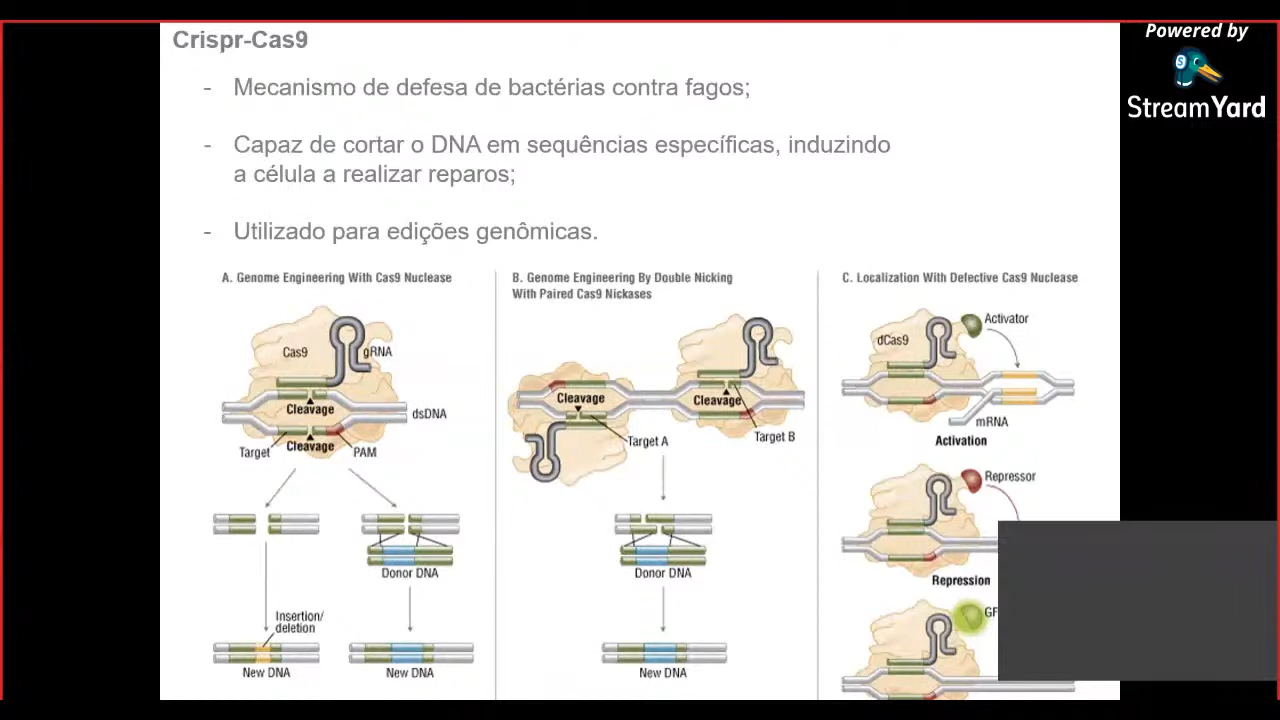 Crispr-Cas9
Powered by
StreamYard
- Mecanismo de defesa de bactérias contra fagos;
- Capaz de cortar o DNA em sequências específicas, induzindo
a célula a realizar reparos;
- Utilizado para edições genômicas.
A. Genome Engineering With Cas9 Nuclease
Cas9
gRNA
Cleavage
dsDNA
Target
Cleavage
PAM
Donor DNA
Insertion/
deletion
New DNA
New DNA
B. Genome Engineering By Double Nicking
With Paired Cas9 Nickases
Cleavage
Cleavage
Target A
Target B
Donor DNA
New DNA
C. Localization With Defective Cas9 Nuclease
Activator
dCas9
mRNA
Activation
Repressor
Repression